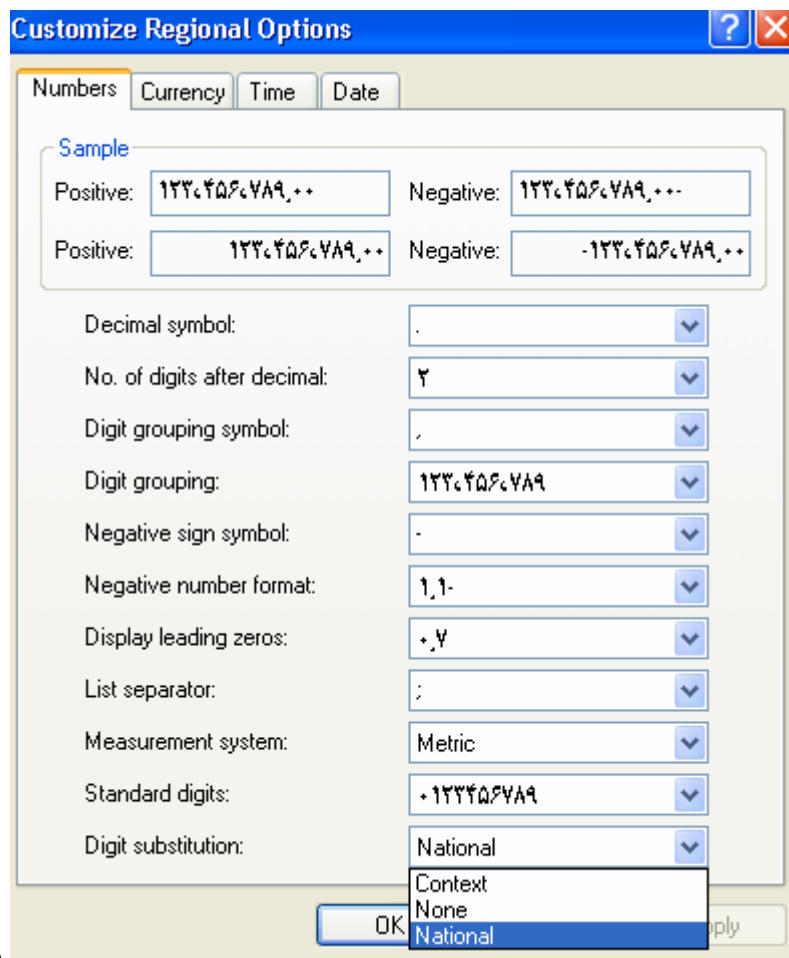 Customize Regional Options
Numbers Currency Time Date
Sample
Positive: ۱۲۳،۴۵۶،۷۸۹٫۰۰ Negative: ۱۲۳،۴۵۶،۷۸۹٫۰۰-
Positive: ۱۲۳،۴۵۶،۷۸۹٫۰۰ Negative: -۱۲۳،۴۵۶،۷۸۹٫۰۰
Decimal symbol: .
No. of digits after decimal: ۲
Digit grouping symbol: ,
Digit grouping: ۱۲۳،۴۵۶،۷۸۹
Negative sign symbol: -
Negative number format: ۱٫۱-
Display leading zeros: ۰٫۷
List separator: ;
Measurement system: Metric
Standard digits: ۰۱۲۳۴۵۶۷۸۹
Digit substitution: National
Context
None
OK
National